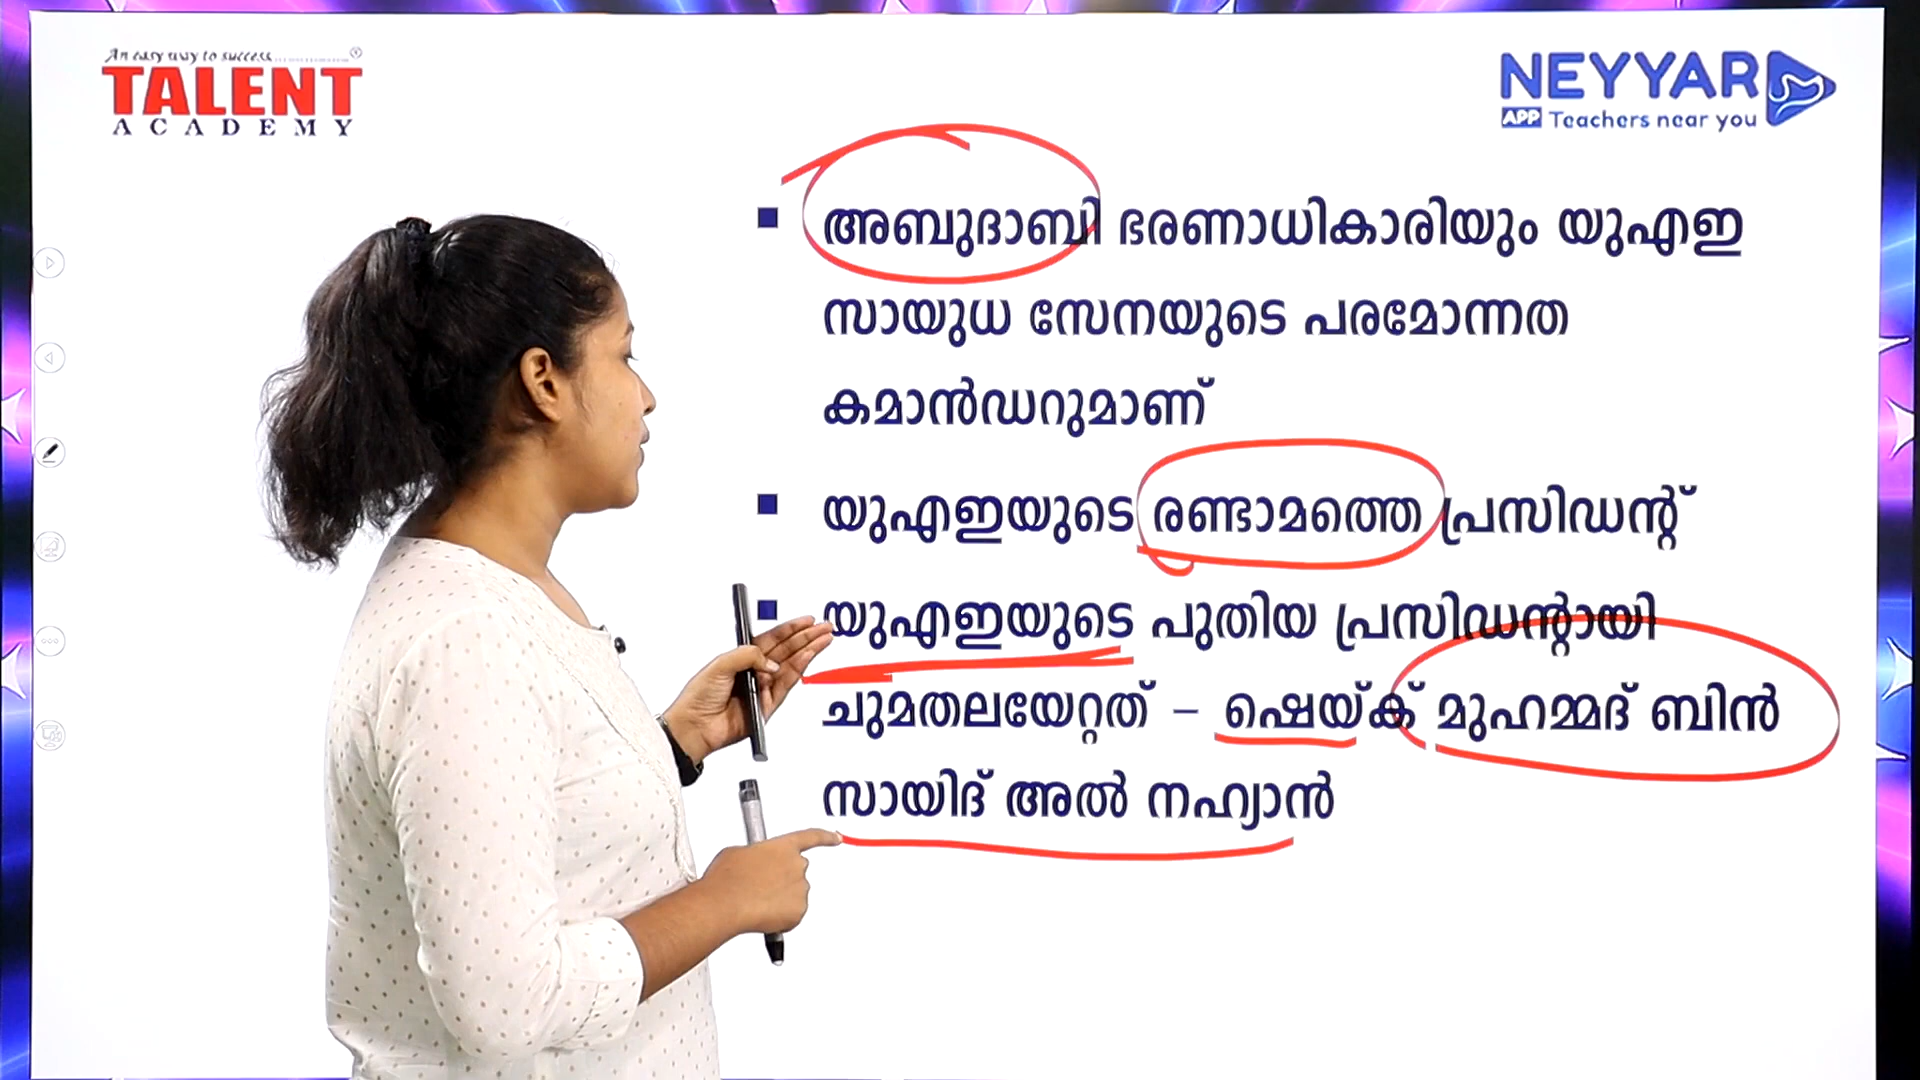 An easy way to success
TALENT
ACADEMY
NEYYAR
APP Teachers near you
അബുദാബി ഭരണാധികാരിയും യുഎഇ
സായുധ സേനയുടെ പരമോന്നത
കമാൻഡറുമാണ്
യുഎഇയുടെ രണ്ടാമത്തെ പ്രസിഡന്റ്
യുഎഇയുടെ പുതിയ പ്രസിഡന്റായി
ചുമതലയേറ്റത് – ഷെയ്ക് മുഹമ്മദ് ബിൻ
സായിദ് അൽ നഹ്യാൻ